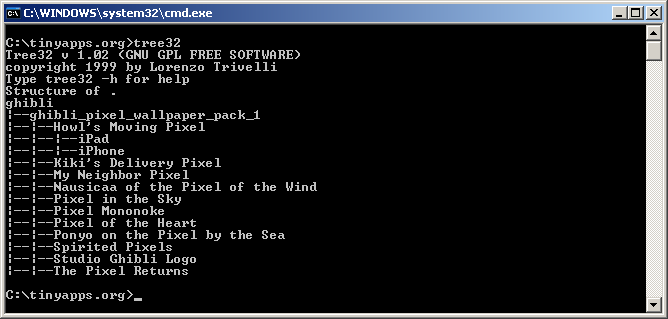 C:\WINDOWS\system32\cmd.exe
C:\tinyapps.org>tree32
Tree32 v 1.02 (GNU GPL FREE SOFTWARE)
copyright 1999 by Lorenzo Trivelli
Type tree32 -h for help
Structure of .
ghibli
¦--ghibli_pixel_wallpaper_pack_1
¦--¦--Howl's Moving Pixel
¦--¦--¦--iPad
¦--¦--¦--iPhone
¦--¦--Kiki's Delivery Pixel
¦--¦--My Neighbor Pixel
¦--¦--Nausicaa of the Pixel of the Wind
¦--¦--Pixel in the Sky
¦--¦--Pixel Mononoke
¦--¦--Pixel of the Heart
¦--¦--Ponyo on the Pixel by the Sea
¦--¦--Spirited Pixels
¦--¦--Studio Ghibli Logo
¦--¦--The Pixel Returns
C:\tinyapps.org>_